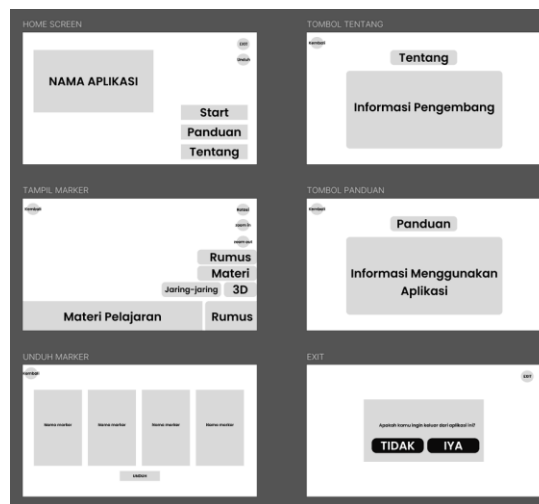 HOME SCREEN
EXIT
Unduh
NAMA APLIKASI
Start
Panduan
Tentang
TOMBOL TENTANG
Kembali
Tentang
Informasi Pengembang
TAMPIL MARKER
Kembali
zoom in
zoom out
Rumus
Materi
Jaring-jaring
3D
Materi Pelajaran
Rumus
TOMBOL PANDUAN
Kembali
Panduan
Informasi Menggunakan
Aplikasi
UNDUH MARKER
Kembali
Nama marker
Nama marker
Nama marker
Nama marker
EXIT
EXIT
Apakah kamu ingin keluar dari aplikasi ini?
TIDAK
IYA